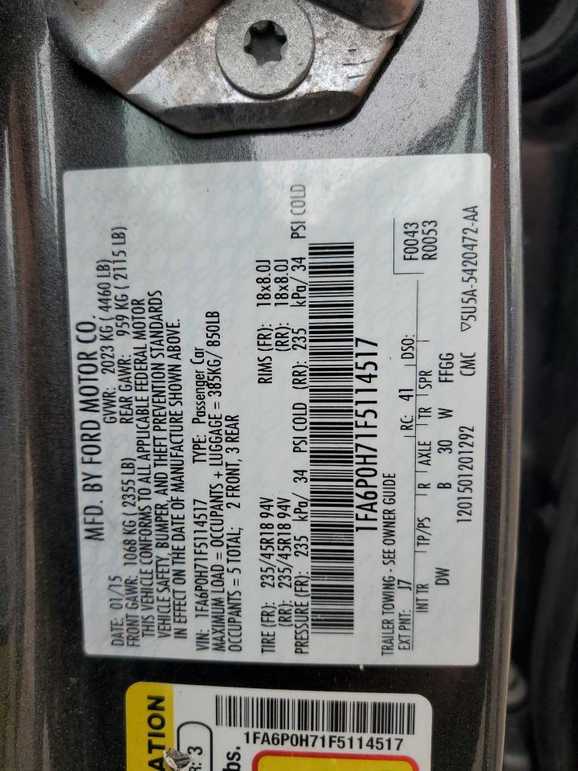 MFD. BY FORD MOTOR CO.
DATE: 01/15 GVWR: 2023 KG ( 4460 LB)
FRONT GAWR: 1068 KG ( 2355 LB) REAR GAWR: 959 KG ( 2115 LB)
THIS VEHICLE CONFORMS TO ALL APPLICABLE FEDERAL MOTOR
VEHICLE SAFETY, BUMPER, AND THEFT PREVENTION STANDARDS
IN EFFECT ON THE DATE OF MANUFACTURE SHOWN ABOVE.
VIN: 1FA6P0H71F5114517 TYPE: Passenger Car
MAXIMUM LOAD = OCCUPANTS + LUGGAGE = 385KG/ 850LB
OCCUPANTS = 5 TOTAL; 2 FRONT, 3 REAR
TIRE (FR): 235/45R18 94V RIMS (FR): 18x8.0J
(RR): 235/45R18 94V (RR): 18x8.0J
PRESSURE (FR): 235 kPa/ 34 PSI COLD (RR): 235 kPa/ 34 PSI COLD
1FA6P0H71F5114517
TRAILER TOWING - SEE OWNER GUIDE
F0043
R0053
EXT PNT: J7 RC: 41 DSO:
INT TR TP/PS R AXLE TR SPR
DW B 30 W FFGG
1201501201292 CMC ▽5U5A-5420472-AA
1FA6P0H71F5114517
ATION
R: 3
bs.